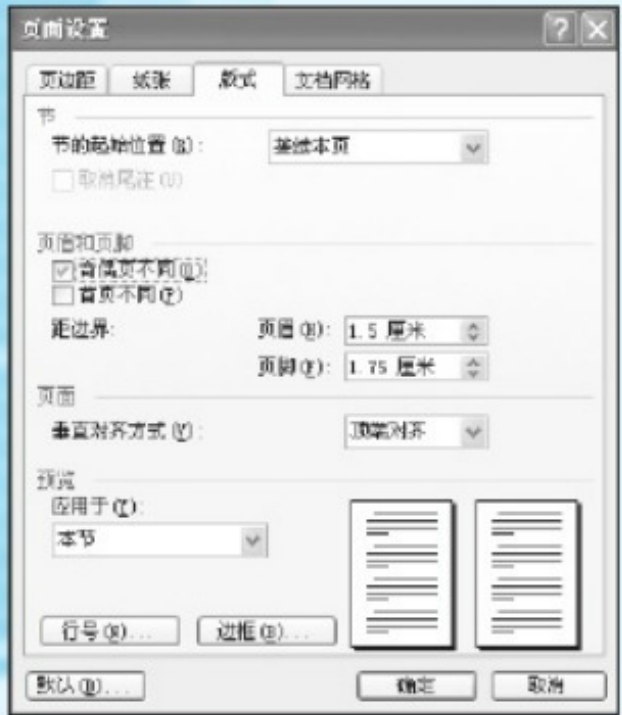 页面设置
页边距 纸张 版式 文档网格
节
节的起始位置(R): 接续本页
取消尾注(U)
页眉和页脚
奇偶页不同(O)
首页不同(P)
距边界: 页眉(H): 1.5 厘米
页脚(F): 1.75 厘米
页面
垂直对齐方式(V): 顶端对齐
预览
应用于(Y):
本节
行号(N)... 边框(B)...
默认(D)... 确定 取消